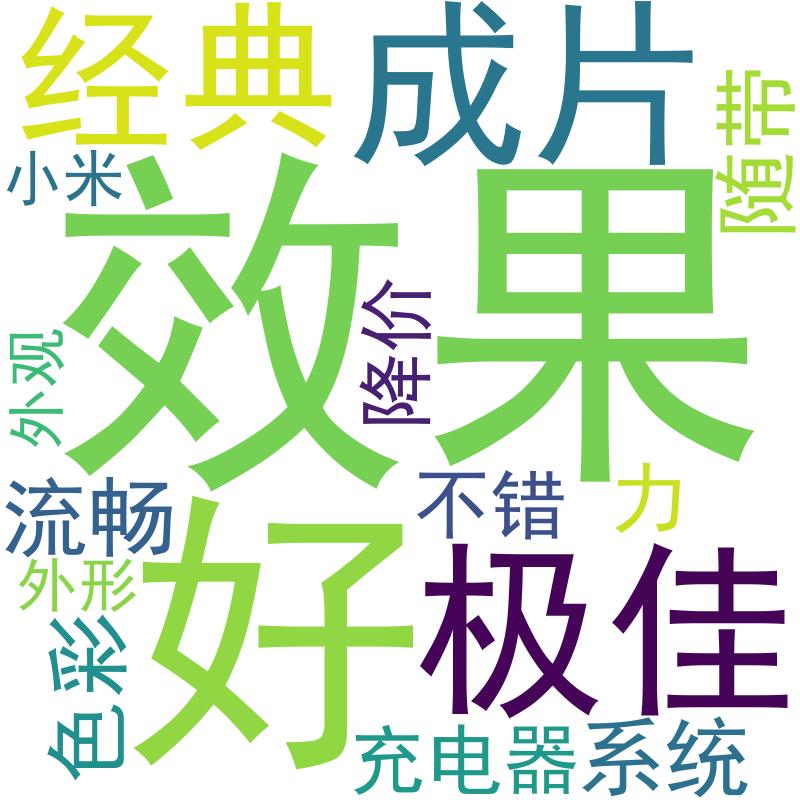 经典
成片
随带
小米
效果
降价
外观
流畅
不错
力
外形
好
极佳
色彩
充电器
系统